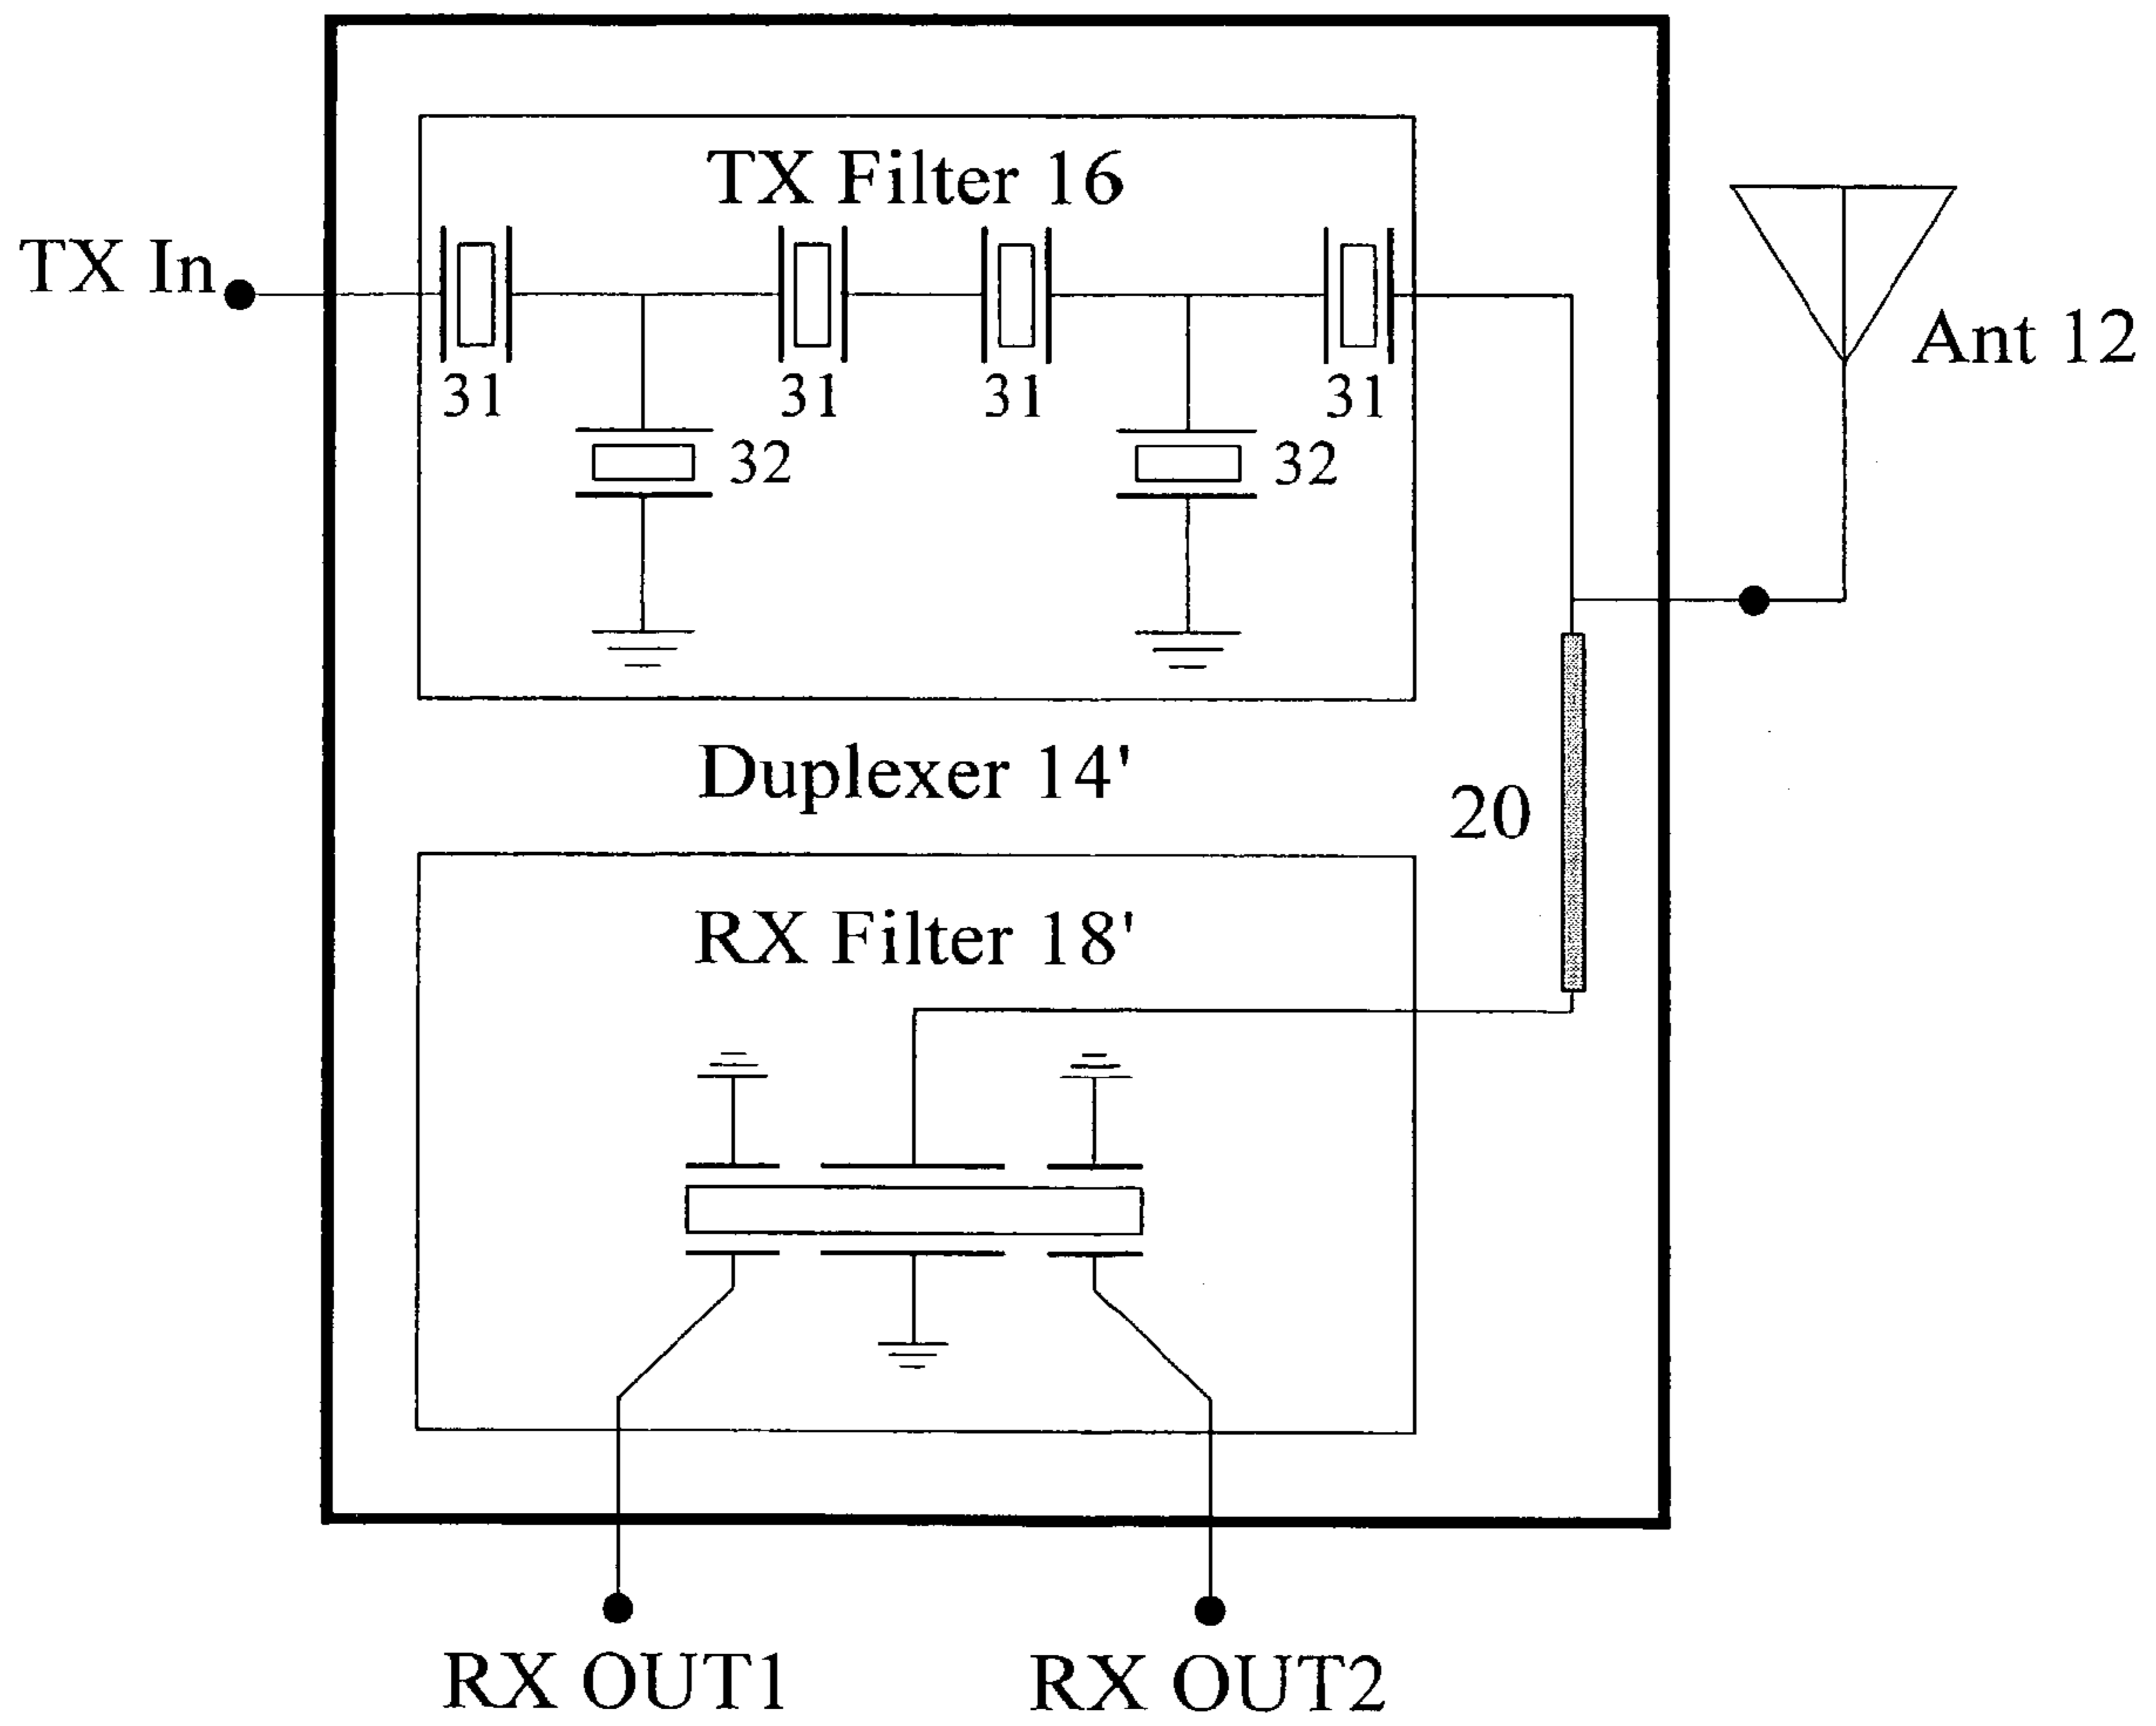 TX Filter 16
TX In
Ant 12
31 31 31 31
32 32
Duplexer 14'
20
RX Filter 18'
RX OUT1 RX OUT2